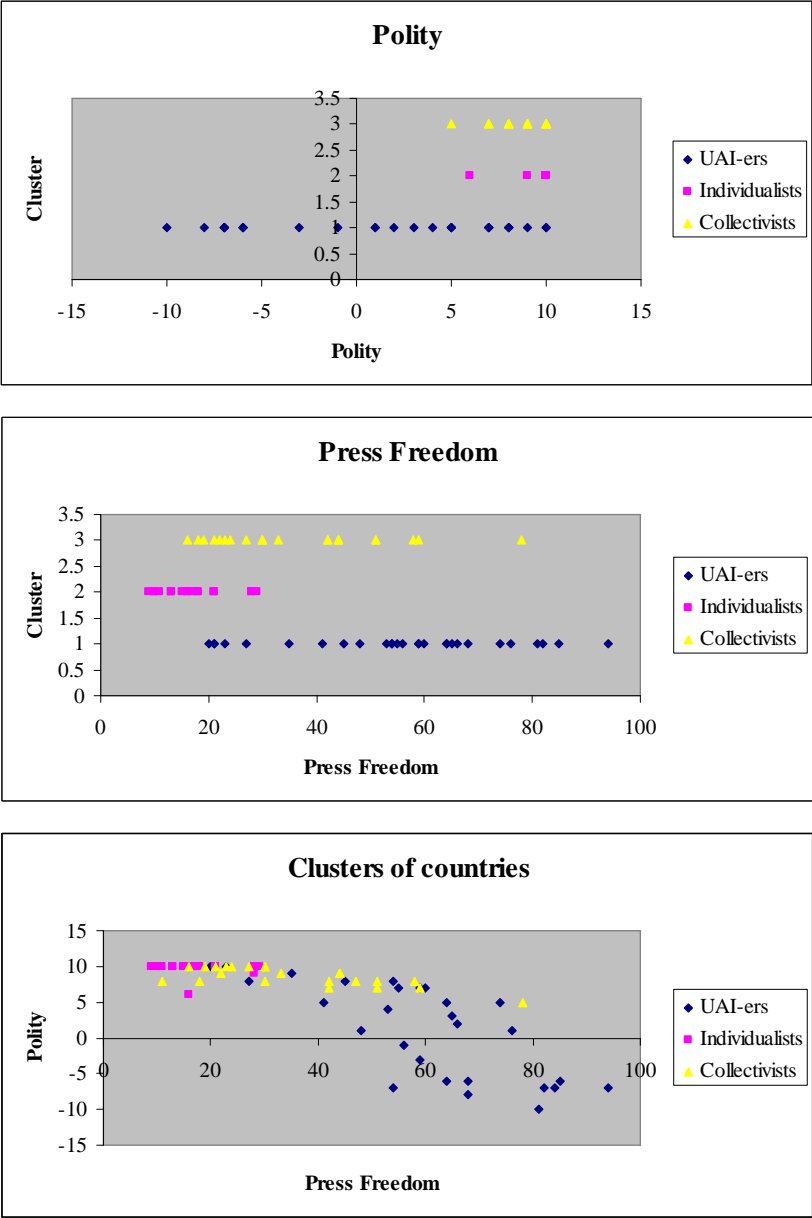 Polity
3.5
3
2.5
2
1.5
1
0.5
0
Cluster
-15 -10 -5 0 5 10 15
Polity
UAI-ers
Individualists
Collectivists
Press Freedom
3.5
3
2.5
2
1.5
1
0.5
0
Cluster
0 20 40 60 80 100
Press Freedom
UAI-ers
Individualists
Collectivists
Clusters of countries
15
10
5
0
-5
-10
-15
Polity
0 20 40 60 80 100
Press Freedom
UAI-ers
Individualists
Collectivists